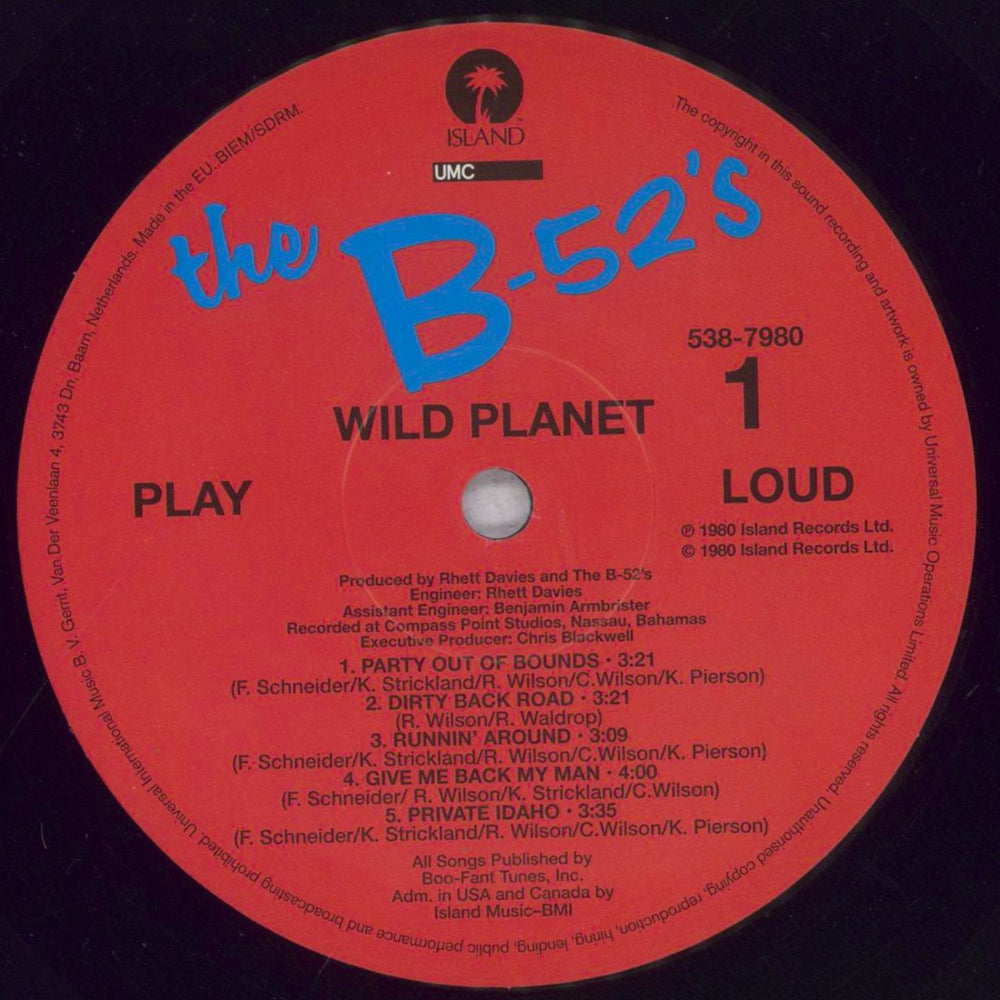 ISLAND
TM
UMC
the B-52's
538-7980
1
WILD PLANET
PLAY
LOUD
℗ 1980 Island Records Ltd.
© 1980 Island Records Ltd.
Produced by Rhett Davies and The B-52's
Engineer: Rhett Davies
Assistant Engineer: Benjamin Armbrister
Recorded at Compass Point Studios, Nassau, Bahamas
Executive Producer: Chris Blackwell
1. PARTY OUT OF BOUNDS • 3:21
(F. Schneider/K. Strickland/R. Wilson/C.Wilson/K. Pierson)
2. DIRTY BACK ROAD • 3:21
(R. Wilson/R. Waldrop)
3. RUNNIN' AROUND • 3:09
(F. Schneider/K. Strickland/R. Wilson/C.Wilson/K. Pierson)
4. GIVE ME BACK MY MAN • 4:00
(F. Schneider/ R. Wilson/K. Strickland/C.Wilson)
5. PRIVATE IDAHO • 3:35
(F. Schneider/K. Strickland/R. Wilson/C.Wilson/K. Pierson)
All Songs Published by
Boo-Fant Tunes, Inc.
Adm. in USA and Canada by
Island Music–BMI
The copyright in this sound recording and artwork is owned by Universal Music Operations Limited. All rights reserved. Unauthorised copying, reproduction, hiring, lending, public performance and broadcasting prohibited. Universal International Music B. V. Gerrit, Van Der Veenlaan 4, 3743 Dn, Baarn, Netherlands. Made in the EU. BIEM/SDRM.